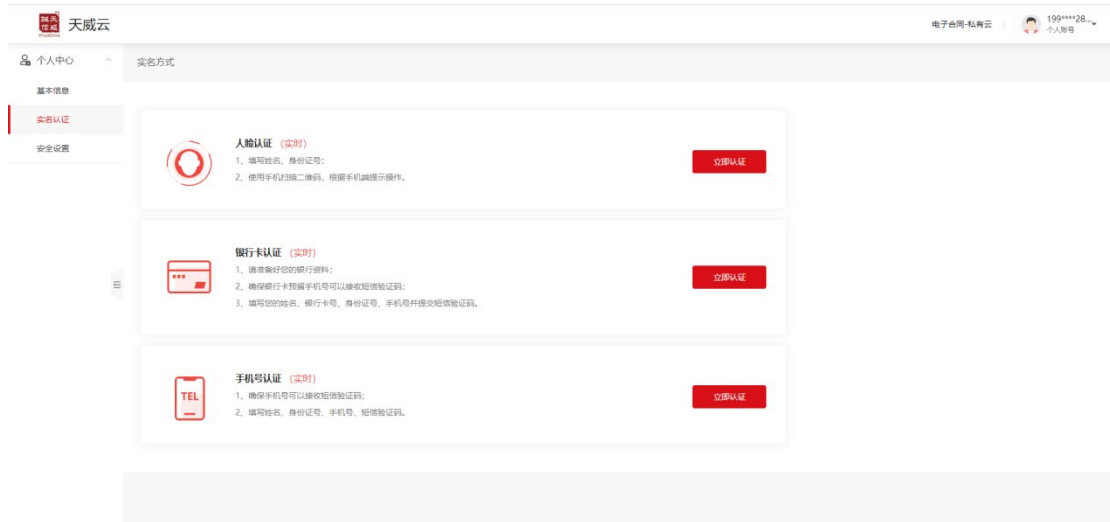 天威云
电子合同-私有云
199****28...
个人账号
个人中心
实名方式
基本信息
实名认证
安全设置
人脸认证 (实时)
1、填写姓名、身份证号;
2、使用手机扫描二维码、根据手机端提示操作。
立即认证
银行卡认证 (实时)
1、请准备好您的银行资料;
2、确保银行卡预留手机号可以接收短信验证码;
3、填写您的姓名、银行卡号、身份证号、手机号并提交短信验证码。
立即认证
TEL
手机号认证 (实时)
1、确保手机号可以接收短信验证码;
2、填写姓名、身份证号、手机号、短信验证码。
立即认证